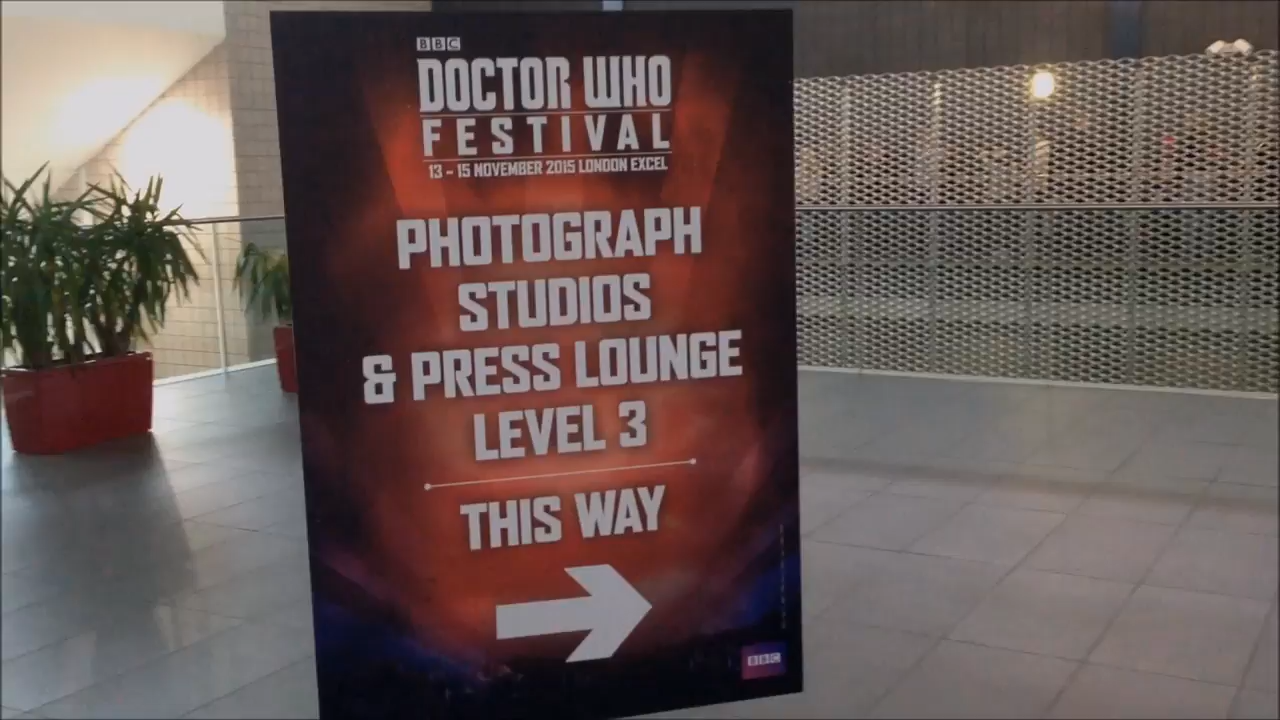 BBC
DOCTOR WHO
FESTIVAL
13 - 15 NOVEMBER 2015 LONDON EXCEL
PHOTOGRAPH
STUDIOS
& PRESS LOUNGE
LEVEL 3
THIS WAY
BBC